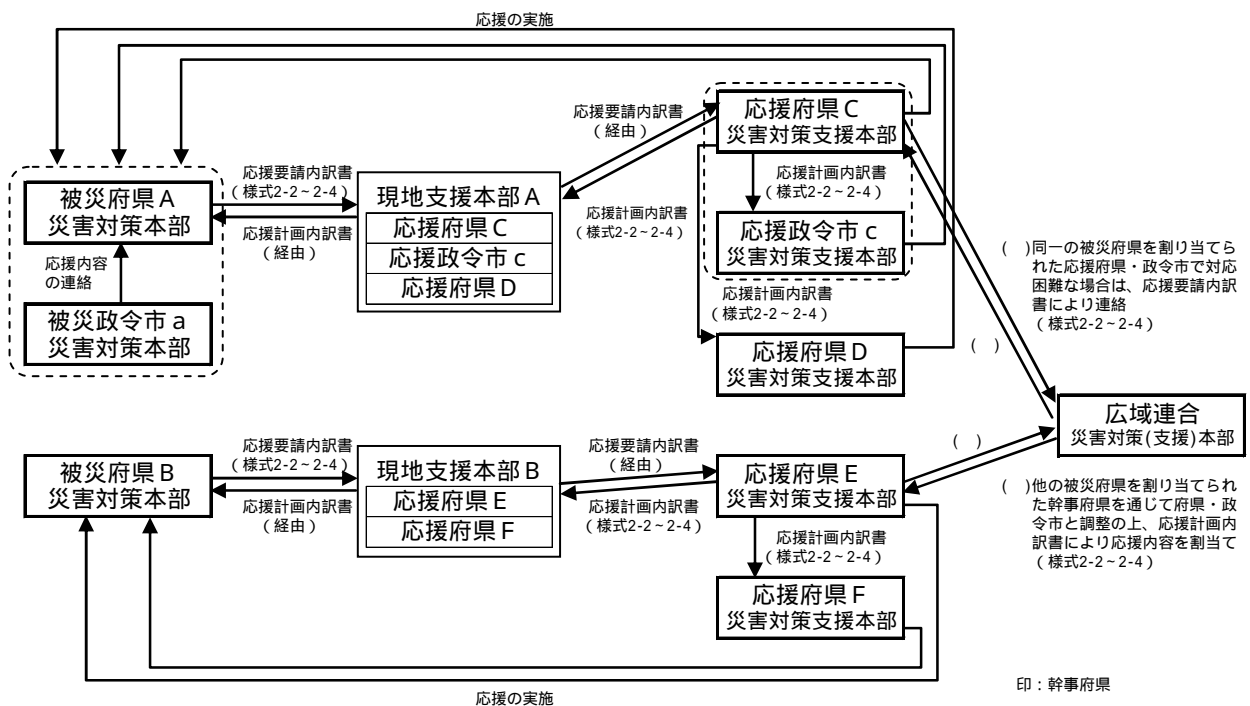 応援の実施
応援要請内訳書
（経由）
応援府県Ｃ
災害対策支援本部
被災府県Ａ
災害対策本部
応援要請内訳書
（様式2-2～2-4）
応援計画内訳書
（経由）
現地支援本部Ａ
応援府県Ｃ
応援政令市ｃ
応援府県Ｄ
応援計画内訳書
（様式2-2～2-4）
応援計画内訳書
（様式2-2～2-4）
応援政令市ｃ
災害対策支援本部
応援内容
の連絡
被災政令市ａ
災害対策本部
応援計画内訳書
（様式2-2～2-4）
応援府県Ｄ
災害対策支援本部
（　）同一の被災府県を割り当てら
れた応援府県・政令市で対応
困難な場合は、応援要請内訳
書により連絡
（様式2-2～2-4）
（　）
広域連合
災害対策(支援)本部
（　）
被災府県Ｂ
災害対策本部
応援要請内訳書
（様式2-2～2-4）
応援計画内訳書
（経由）
現地支援本部Ｂ
応援府県Ｅ
応援府県Ｆ
応援要請内訳書
（経由）
応援計画内訳書
（様式2-2～2-4）
応援府県Ｅ
災害対策支援本部
応援計画内訳書
（様式2-2～2-4）
応援府県Ｆ
災害対策支援本部
（　）他の被災府県を割り当てられ
た幹事府県を通じて府県・政
令市と調整の上、応援計画内
訳書により応援内容を割当て
（様式2-2～2-4）
応援の実施
印：幹事府県